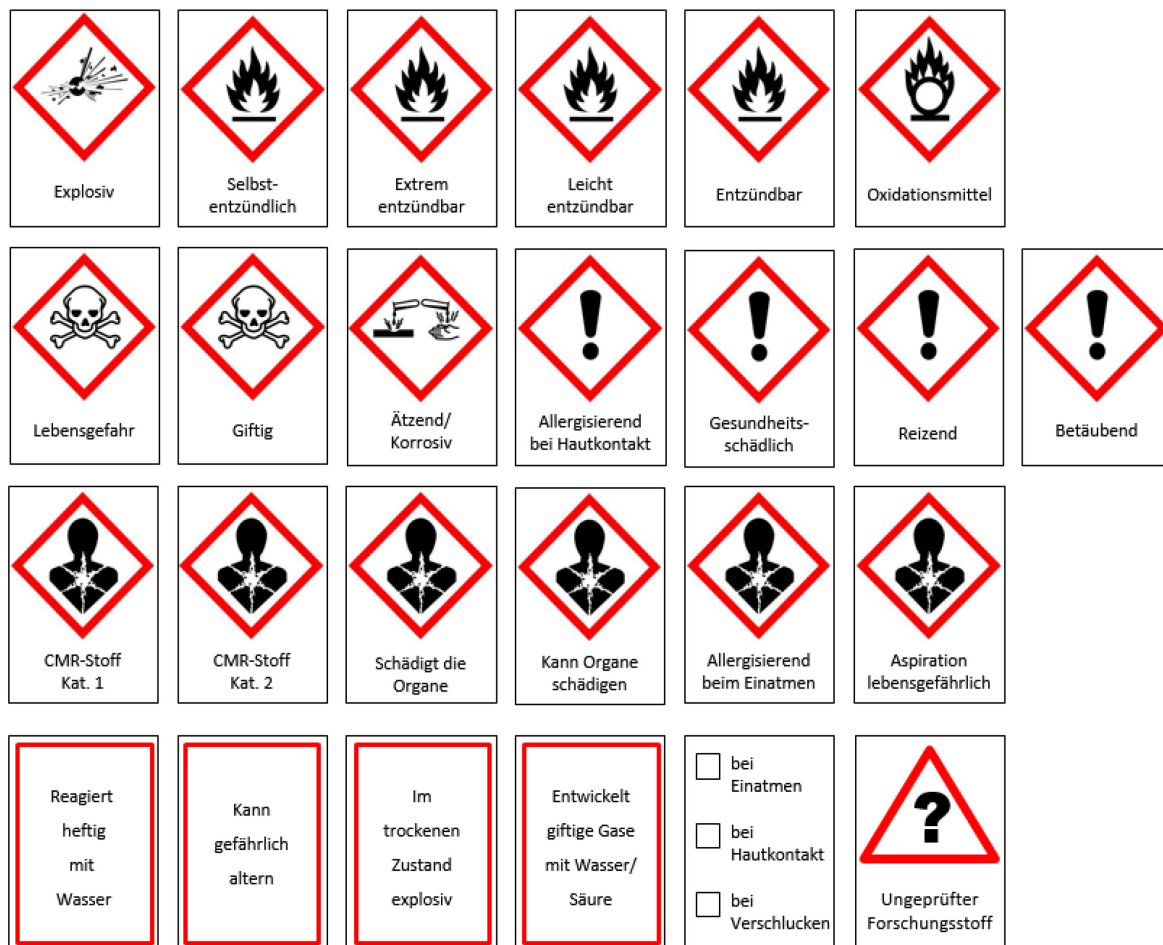 Explosiv
Selbst-
entzündlich
Extrem
entzündbar
Leicht
entzündbar
Entzündbar
Oxidationsmittel
Lebensgefahr
Giftig
Ätzend/
Korrosiv
Allergisierend
bei Hautkontakt
Gesundheits-
schädlich
Reizend
Betäubend
CMR-Stoff
Kat. 1
CMR-Stoff
Kat. 2
Schädigt die
Organe
Kann Organe
schädigen
Allergisierend
beim Einatmen
Aspiration
lebensgefährlich
Reagiert
heftig
mit
Wasser
Kann
gefährlich
altern
Im
trockenen
Zustand
explosiv
Entwickelt
giftige Gase
mit Wasser/
Säure
bei
Einatmen
bei
Hautkontakt
bei
Verschlucken
?
Ungeprüfter
Forschungsstoff